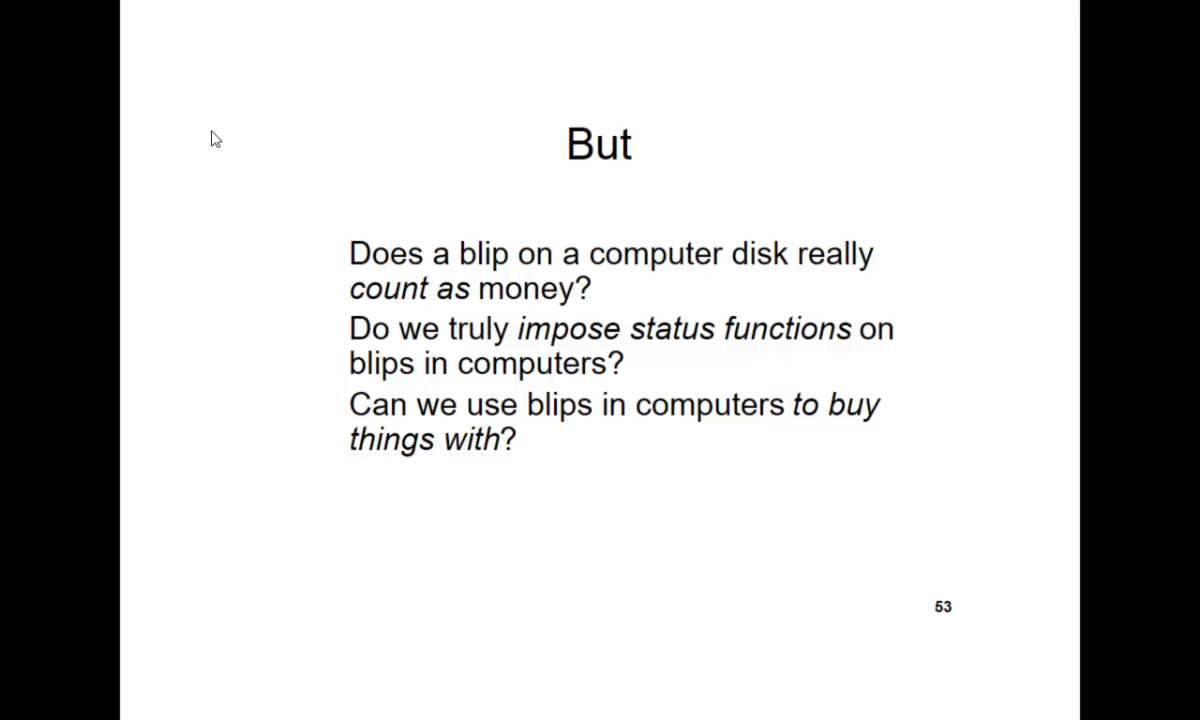 But
Does a blip on a computer disk really
count as money?
Do we truly impose status functions on
blips in computers?
Can we use blips in computers to buy
things with?
53